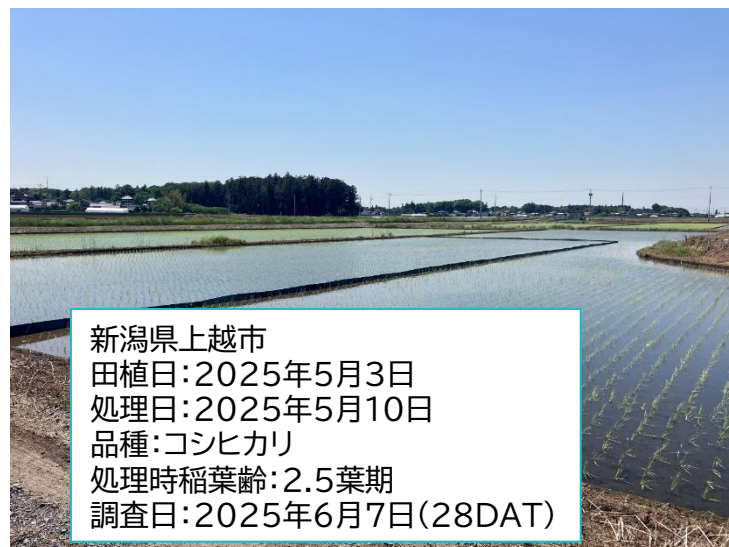 新潟県上越市
田植日：2025年5月3日
処理日：2025年5月10日
品種：コシヒカリ
処理時稲葉齢：2.5葉期
調査日：2025年6月7日（28DAT）